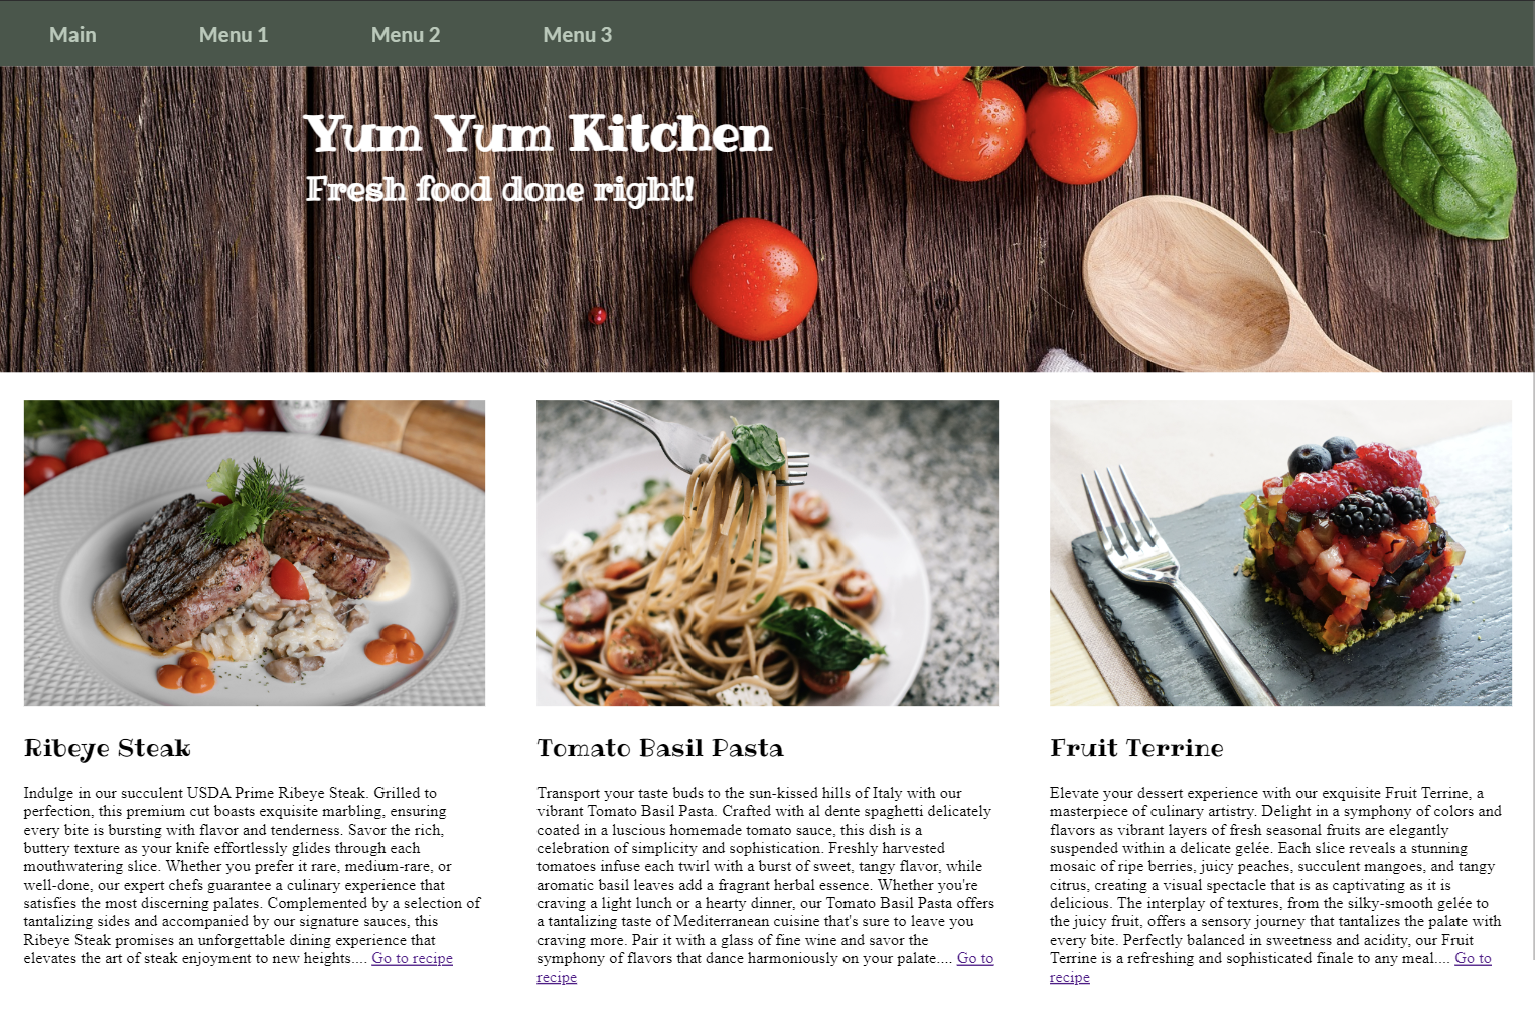 Main
Menu 1
Menu 2
Menu 3
Yum Yum Kitchen
Fresh food done right!
Ribeye Steak
Indulge in our succulent USDA Prime Ribeye Steak. Grilled to
perfection, this premium cut boasts exquisite marbling, ensuring
every bite is bursting with flavor and tenderness. Savor the rich,
buttery texture as your knife effortlessly glides through each
mouthwatering slice. Whether you prefer it rare, medium-rare, or
well-done, our expert chefs guarantee a culinary experience that
satisfies the most discerning palates. Complemented by a selection of
tantalizing sides and accompanied by our signature sauces, this
Ribeye Steak promises an unforgettable dining experience that
elevates the art of steak enjoyment to new heights.... Go to recipe
Tomato Basil Pasta
Transport your taste buds to the sun-kissed hills of Italy with our
vibrant Tomato Basil Pasta. Crafted with al dente spaghetti delicately
coated in a luscious homemade tomato sauce, this dish is a
celebration of simplicity and sophistication. Freshly harvested
tomatoes infuse each twirl with a burst of sweet, tangy flavor, while
aromatic basil leaves add a fragrant herbal essence. Whether you're
craving a light lunch or a hearty dinner, our Tomato Basil Pasta offers
a tantalizing taste of Mediterranean cuisine that's sure to leave you
craving more. Pair it with a glass of fine wine and savor the
symphony of flavors that dance harmoniously on your palate.... Go to
recipe
Fruit Terrine
Elevate your dessert experience with our exquisite Fruit Terrine, a
masterpiece of culinary artistry. Delight in a symphony of colors and
flavors as vibrant layers of fresh seasonal fruits are elegantly
suspended within a delicate gelée. Each slice reveals a stunning
mosaic of ripe berries, juicy peaches, succulent mangoes, and tangy
citrus, creating a visual spectacle that is as captivating as it is
delicious. The interplay of textures, from the silky-smooth gelée to
the juicy fruit, offers a sensory journey that tantalizes the palate with
every bite. Perfectly balanced in sweetness and acidity, our Fruit
Terrine is a refreshing and sophisticated finale to any meal.... Go to
recipe